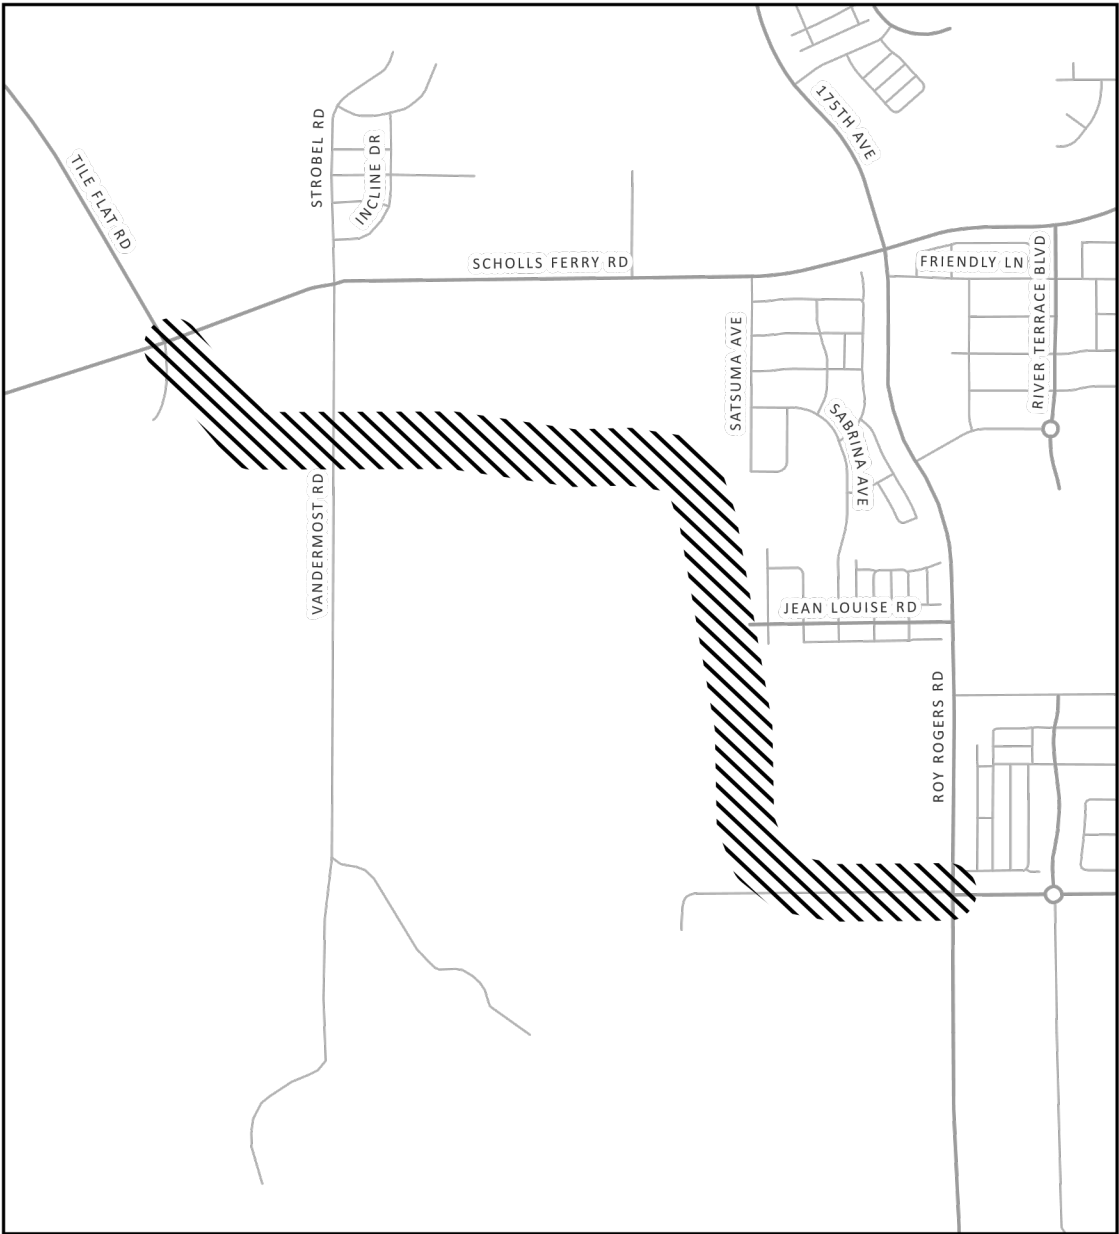 175TH AVE
STROBEL RD
INCLINE DR
TILE FLAT RD
SCHOLLS FERRY RD
FRIENDLY LN
RIVER TERRACE BLVD
SATSUMA AVE
SABRINA AVE
VANDERMOST RD
JEAN LOUISE RD
ROY ROGERS RD